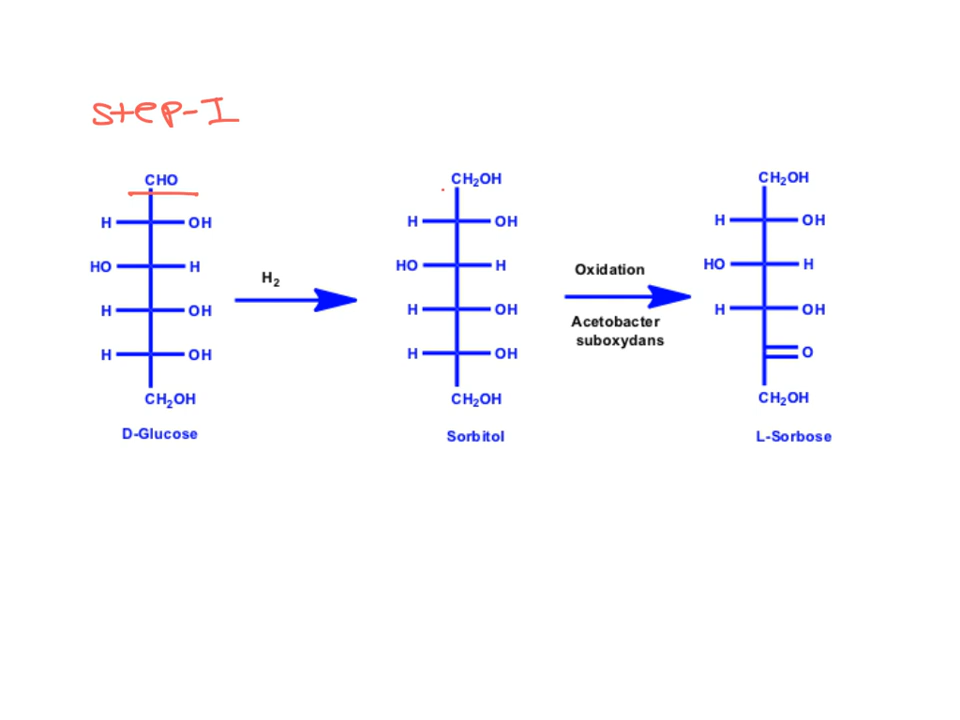 step-I
CHO
H OH
HO H
H OH
H OH
CH2OH
D-Glucose
H2
CH2OH
H OH
HO H
H OH
H OH
CH2OH
Sorbitol
Oxidation
Acetobacter
suboxydans
CH2OH
H OH
HO H
H OH
O
CH2OH
L-Sorbose